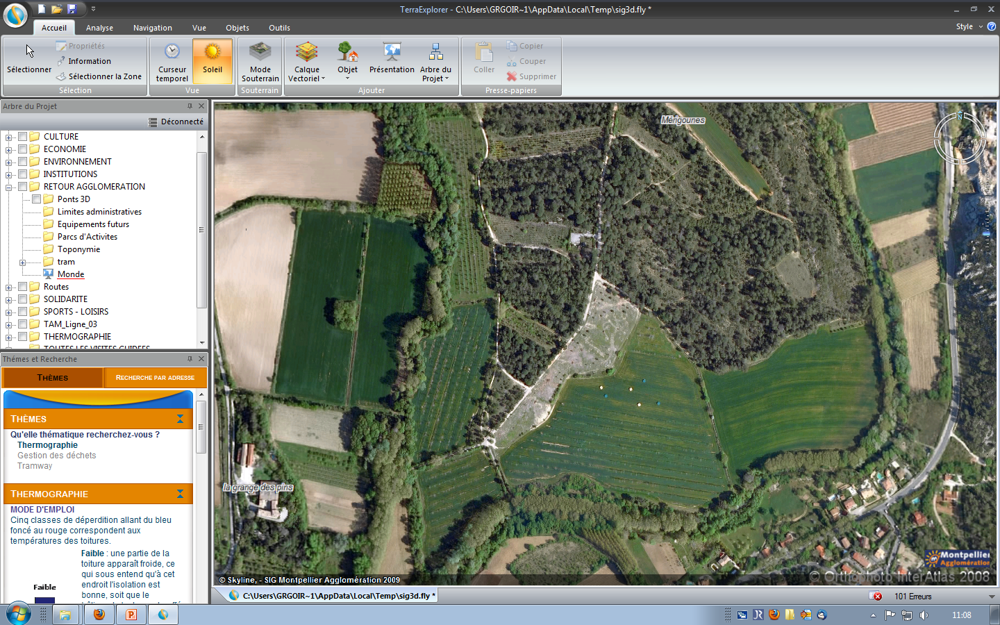 TerraExplorer - C:\Users\GRGOIR~1\AppData\Local\Temp\sig3d.fly *
Accueil
Analyse
Navigation
Vue
Objets
Outils
Style
Sélectionner
Propriétés
Information
Sélectionner la Zone
Sélection
Curseur
temporel
Soleil
Vue
Mode
Souterrain
Souterrain
Calque
Vectoriel
Objet
Présentation
Arbre du
Projet
Ajouter
Coller
Copier
Couper
Supprimer
Presse-papiers
Arbre du Projet
Déconnecté
CULTURE
ECONOMIE
ENVIRONNEMENT
INSTITUTIONS
RETOUR AGGLOMERATION
Ponts 3D
Limites administratives
Equipements futurs
Parcs d'Activites
Toponymie
tram
Monde
Routes
SOLIDARITE
SPORTS - LOISIRS
TAM_Ligne_03
THERMOGRAPHIE
TOUTES LES VISITES GUIDEES
Thémes et Recherche
THÈMES
RECHERCHE PAR ADRESSE
THÈMES
Qu'elle thématique recherchez-vous ?
Thermographie
Gestion des déchets
Tramway
THERMOGRAPHIE
MODE D'EMPLOI
Cinq classes de déperdition allant du bleu
foncé au rouge correspondent aux
températures des toitures.
Faible
Faible : une partie de la
toiture apparaît froide, ce
qui sous entend qu'à cet
endroit l'isolation est
bonne, soit que le
Mérigounes
N
la grange des pins
Montpellier
Agglomération
© Skyline, - SIG Montpellier Agglomération 2009
© Orthophoto InterAtlas 2008
C:\Users\GRGOIR~1\AppData\Local\Temp\sig3d.fly *
101 Erreurs
11:08